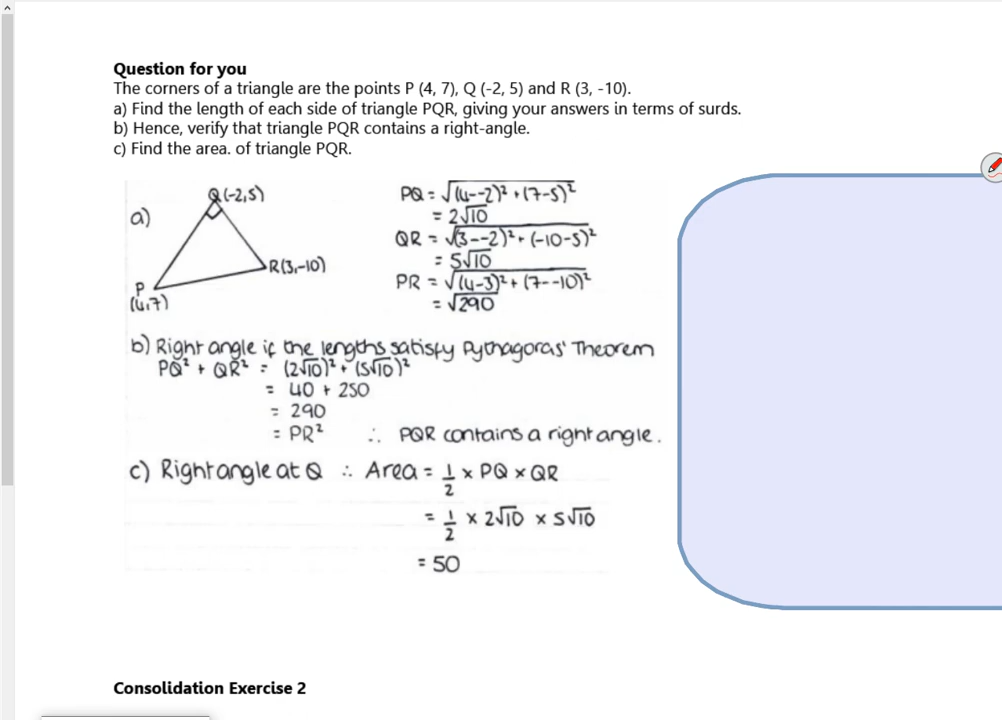 Question for you
The corners of a triangle are the points P (4, 7), Q (-2, 5) and R (3, -10).
a) Find the length of each side of triangle PQR, giving your answers in terms of surds.
b) Hence, verify that triangle PQR contains a right-angle.
c) Find the area. of triangle PQR.
a)
Q(-2,5)
R(3,-10)
P
(4,7)
PQ = √(4--2)² + (7-5)²
= 2√10
QR = √(3--2)² + (-10-5)²
= 5√10
PR = √(4-3)² + (7--10)²
= √290
b) Right angle if the lengths satisfy Pythagoras' Theorem
PQ² + QR² = (2√10)² + (5√10)²
= 40 + 250
= 290
= PR² ∴ PQR contains a right angle.
c) Right angle at Q ∴ Area = 1/2 × PQ × QR
= 1/2 × 2√10 × 5√10
= 50
Consolidation Exercise 2